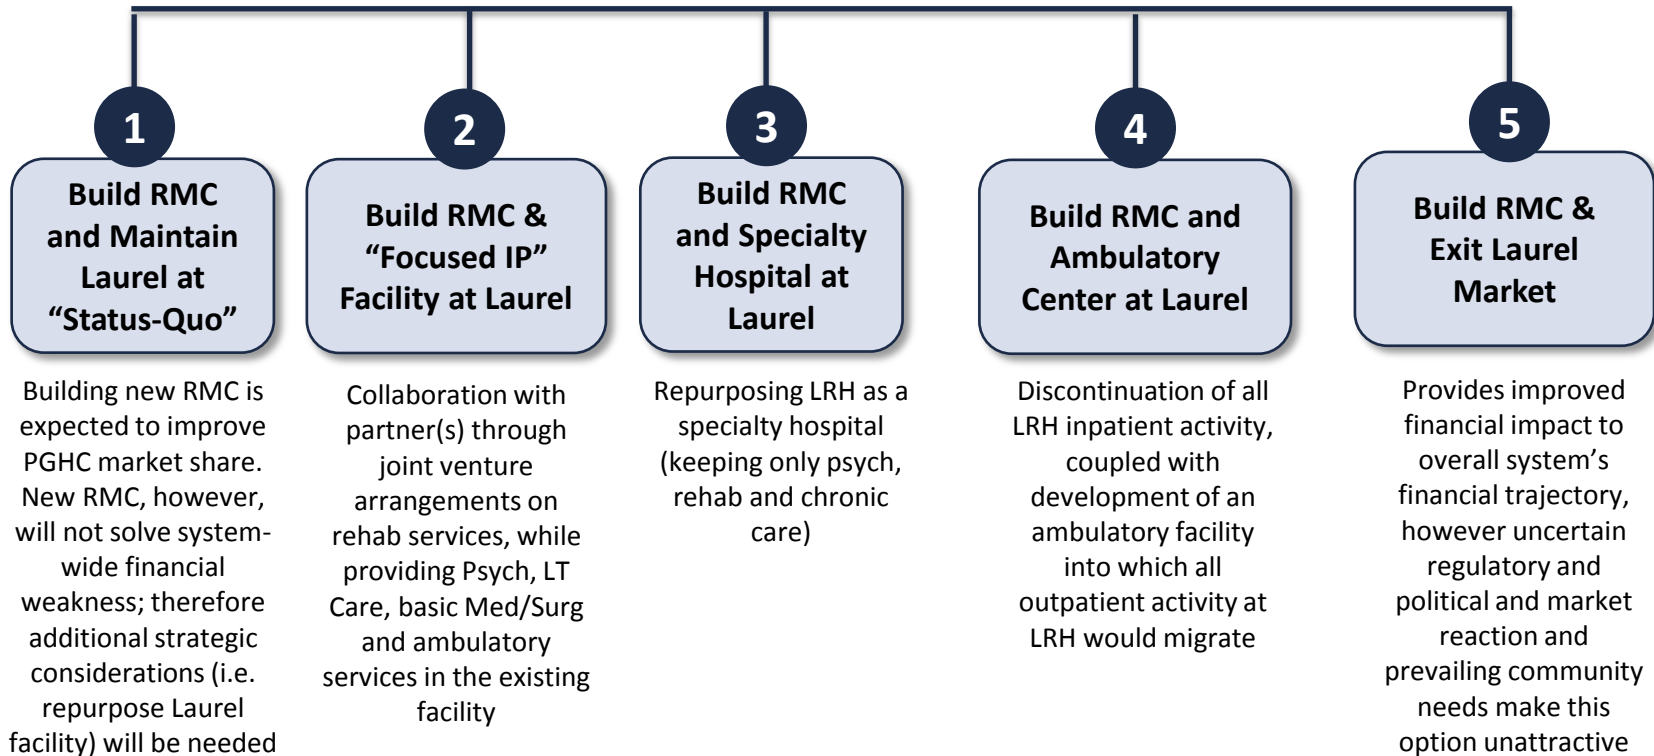 1
Build RMC
and Maintain
Laurel at
“Status-Quo”
Building new RMC is
expected to improve
PGHC market share.
New RMC, however,
will not solve system-
wide financial
weakness; therefore
additional strategic
considerations (i.e.
repurpose Laurel
facility) will be needed
2
Build RMC &
“Focused IP”
Facility at Laurel
Collaboration with
partner(s) through
joint venture
arrangements on
rehab services, while
providing Psych, LT
Care, basic Med/Surg
and ambulatory
services in the existing
facility
3
Build RMC
and Specialty
Hospital at
Laurel
Repurposing LRH as a
specialty hospital
(keeping only psych,
rehab and chronic
care)
4
Build RMC and
Ambulatory
Center at Laurel
Discontinuation of all
LRH inpatient activity,
coupled with
development of an
ambulatory facility
into which all
outpatient activity at
LRH would migrate
5
Build RMC &
Exit Laurel
Market
Provides improved
financial impact to
overall system’s
financial trajectory,
however uncertain
regulatory and
political and market
reaction and
prevailing community
needs make this
option unattractive